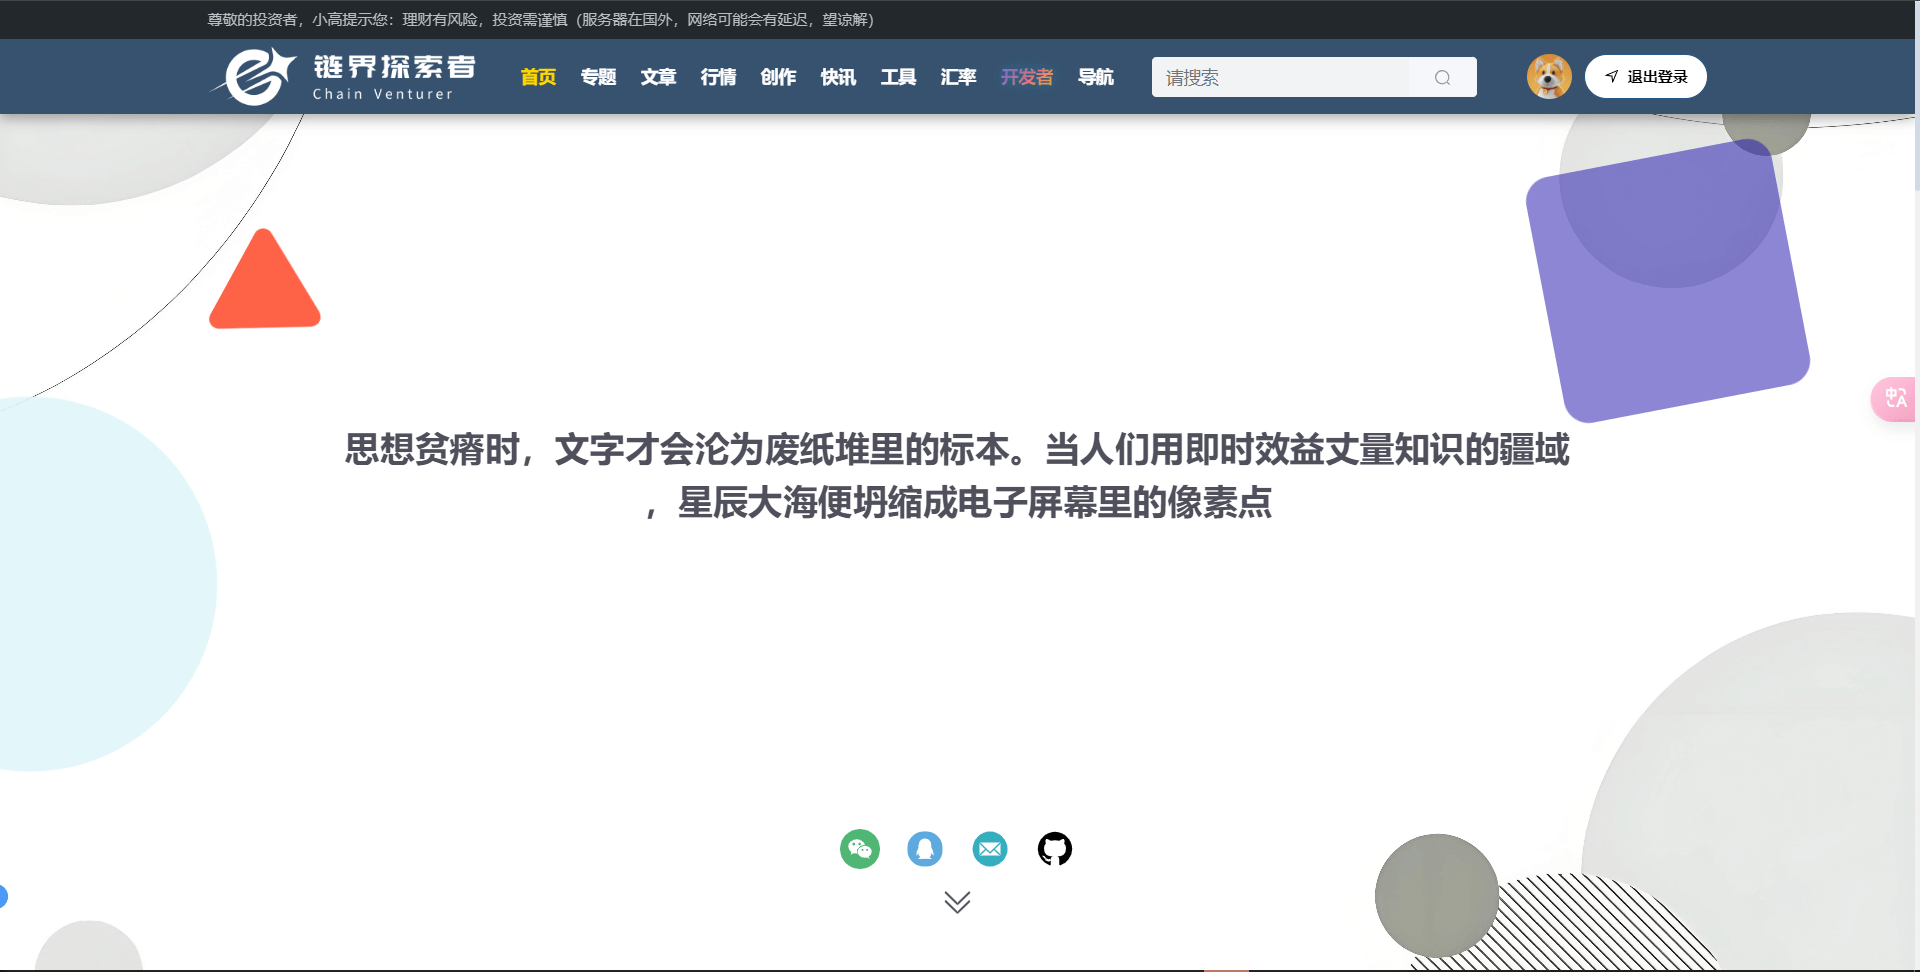 尊敬的投资者，小高提示您：理财有风险，投资需谨慎（服务器在国外，网络可能会有延迟，望谅解）
链界探索者
Chain Venturer
首页 专题 文章 行情 创作 快讯 工具 汇率 开发者 导航
请搜索
退出登录
中A
思想贫瘠时，文字才会沦为废纸堆里的标本。当人们用即时效益丈量知识的疆域
，星辰大海便坍缩成电子屏幕里的像素点